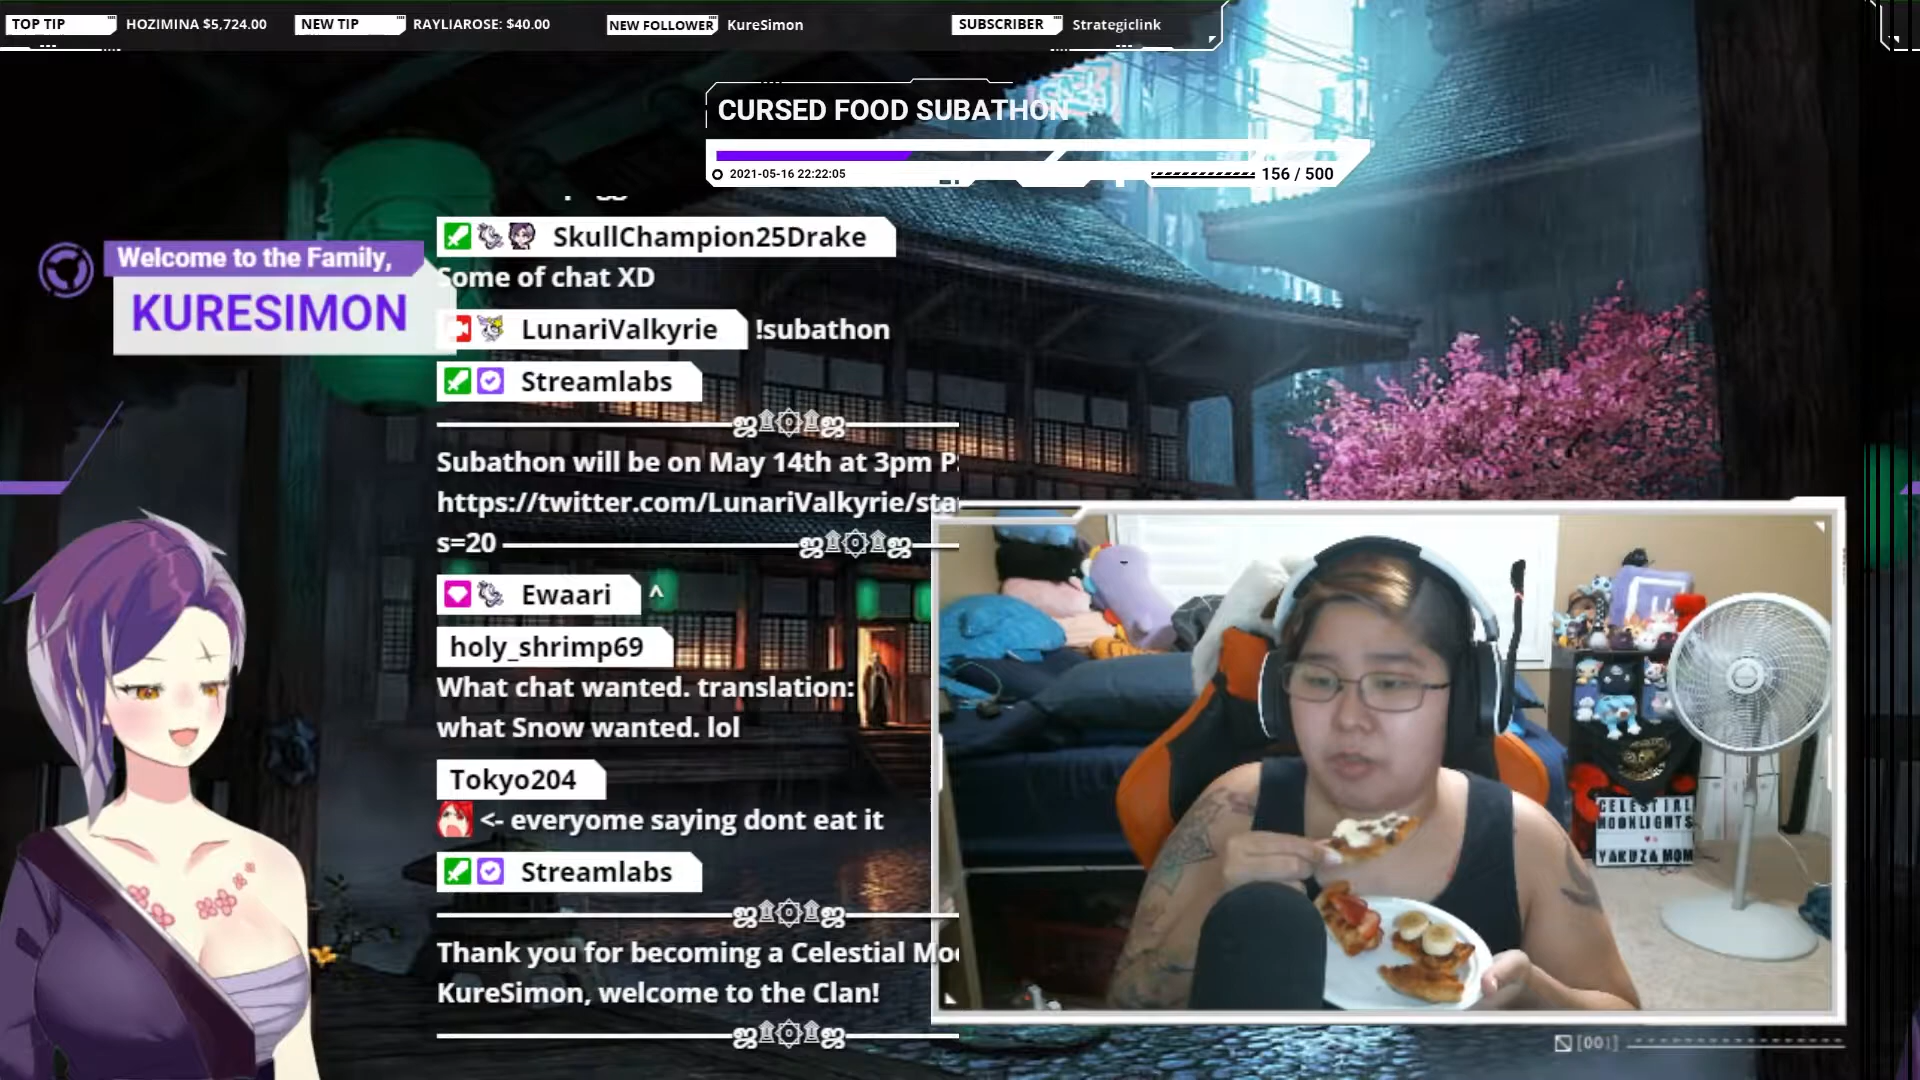 TOP TIP HOZIMINA $5,724.00 NEW TIP RAYLIAROSE: $40.00 NEW FOLLOWER KureSimon SUBSCRIBER Strategiclink
CURSED FOOD SUBATHON
2021-05-16 22:22:05 156 / 500
Welcome to the Family,
KURESIMON
SkullChampion25Drake
Some of chat XD
LunariValkyrie !subathon
Streamlabs
Subathon will be on May 14th at 3pm P
https://twitter.com/LunariValkyrie/sta
s=20
Ewaari ^
holy_shrimp69
What chat wanted. translation:
what Snow wanted. lol
Tokyo204
<- everyone saying dont eat it
Streamlabs
Thank you for becoming a Celestial Moo
KureSimon, welcome to the Clan!
CELESTIAL
MOONLIGHTS
YAKUZA MOM
[001]